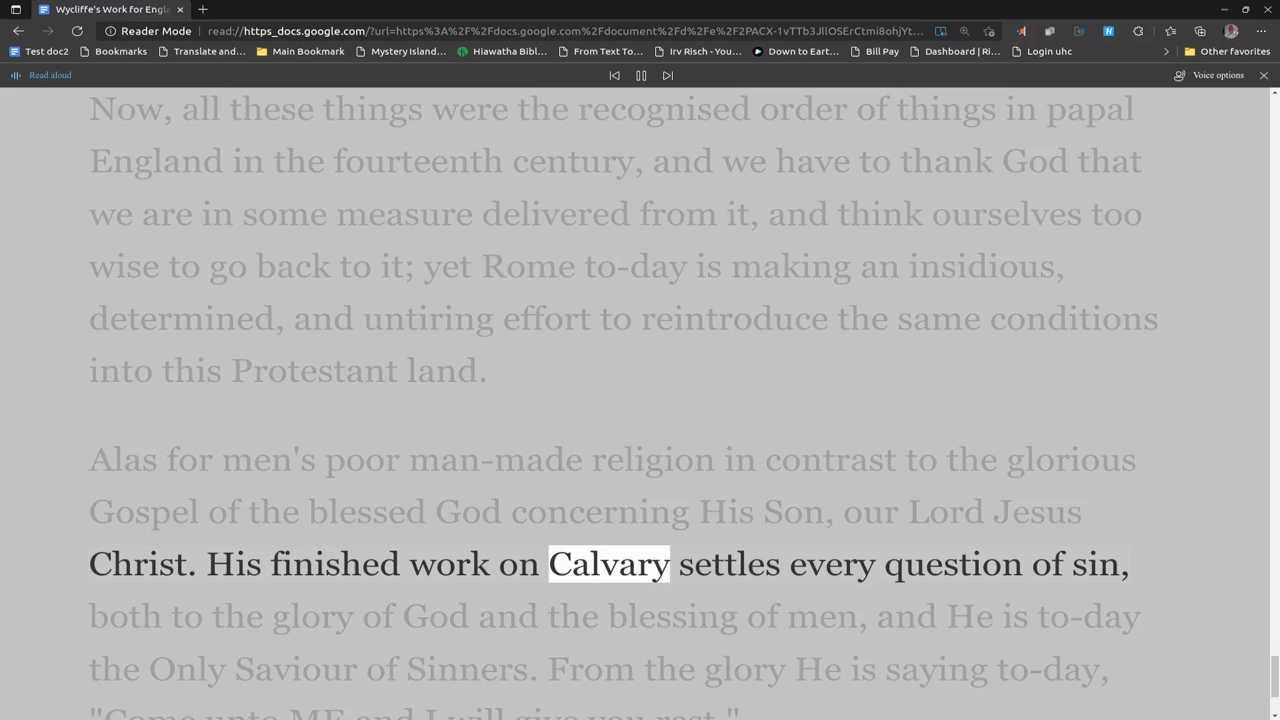 Wycliffe's Work for Engla
Reader Mode
read://https_docs.google.com/?url=https%3A%2F%2Fdocs.google.com%2Fdocument%2Fd%2Fe%2F2PACX-1vTTb3JllOSErCtmi8ohjYt...
Test doc2
Bookmarks
Translate and...
Main Bookmark
Mystery Island...
Hiawatha Bibl...
From Text To...
Irv Risch - You...
Down to Eart...
Bill Pay
Dashboard | Ri...
Login uhc
Other favorites
Read aloud
Voice options
Now, all these things were the recognised order of things in papal
England in the fourteenth century, and we have to thank God that
we are in some measure delivered from it, and think ourselves too
wise to go back to it; yet Rome to-day is making an insidious,
determined, and untiring effort to reintroduce the same conditions
into this Protestant land.
Alas for men's poor man-made religion in contrast to the glorious
Gospel of the blessed God concerning His Son, our Lord Jesus
Christ. His finished work on Calvary settles every question of sin,
both to the glory of God and the blessing of men, and He is to-day
the Only Saviour of Sinners. From the glory He is saying to-day,
"Come unto ME and I will give you rest."